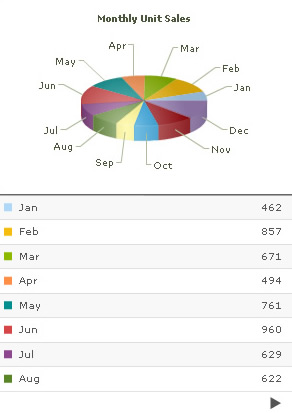 Monthly Unit Sales
Apr
Mar
May
Feb
Jun
Jan
Jul
Dec
Aug
Nov
Sep
Oct
Jan 462
Feb 857
Mar 671
Apr 494
May 761
Jun 960
Jul 629
Aug 622